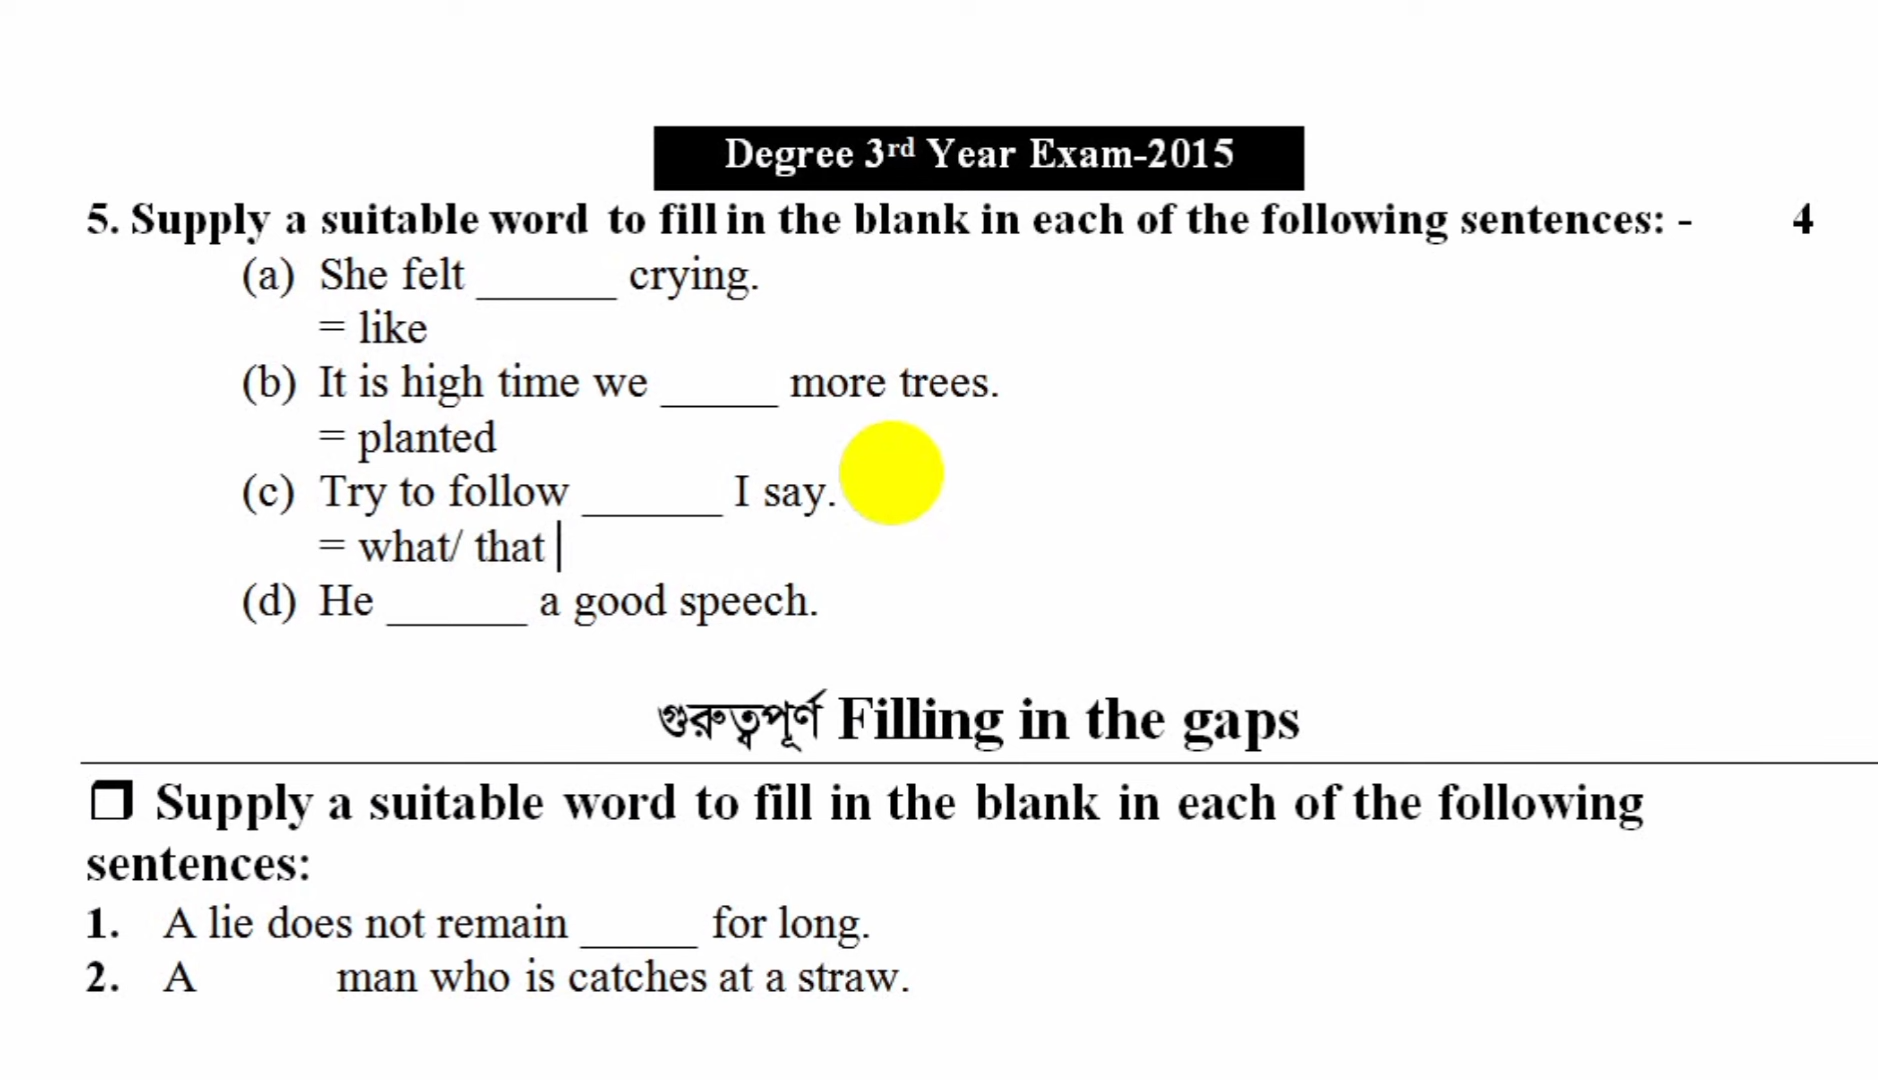 Degree 3rd Year Exam-2015
5. Supply a suitable word to fill in the blank in each of the following sentences: - 4
(a) She felt ______ crying.
= like
(b) It is high time we _____ more trees.
= planted
(c) Try to follow ______ I say.
= what/ that
(d) He ______ a good speech.
গুরুত্বপূর্ণ Filling in the gaps
❒ Supply a suitable word to fill in the blank in each of the following
sentences:
1. A lie does not remain _____ for long.
2. A man who is catches at a straw.